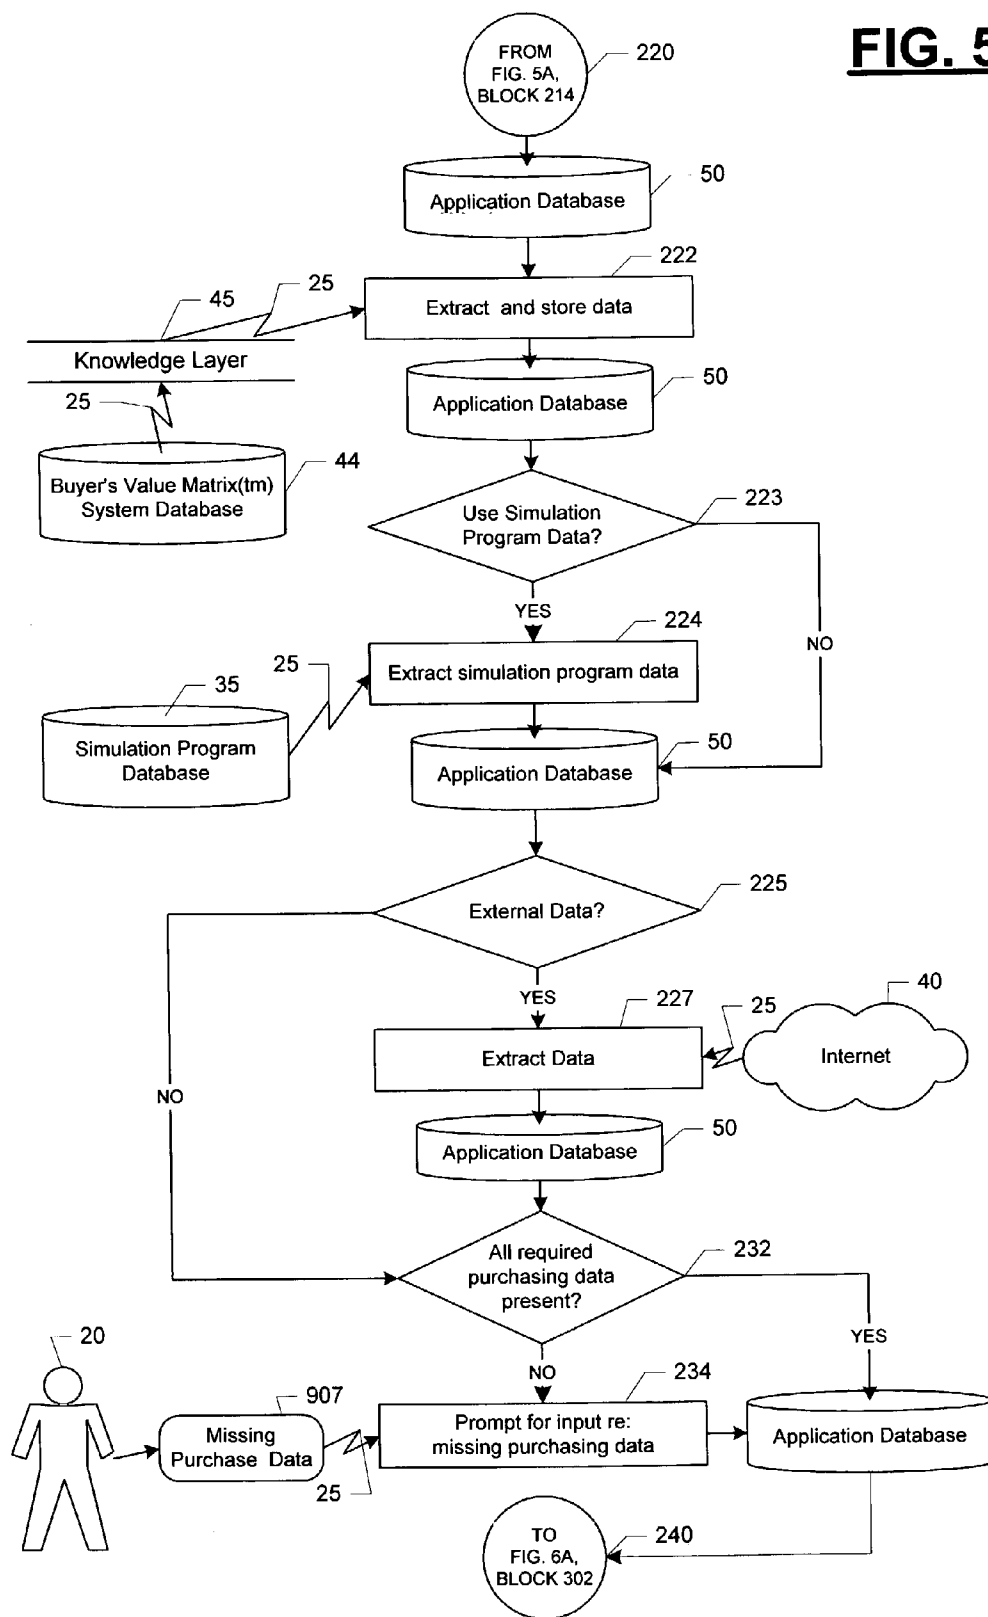 FIG. 5
FROM
FIG. 5A,
BLOCK 214
220
50
Application Database
222
Extract and store data
25
45
Knowledge Layer
50
Application Database
25
44
Buyer's Value Matrix(tm)
System Database
223
Use Simulation
Program Data?
YES
NO
224
Extract simulation program data
25
35
Simulation Program
Database
50
Application Database
225
External Data?
YES
NO
227
Extract Data
25
40
Internet
50
Application Database
232
All required
purchasing data
present?
YES
NO
20
907
Missing
Purchase Data
25
234
Prompt for input re:
missing purchasing data
Application Database
TO
FIG. 6A,
BLOCK 302
240